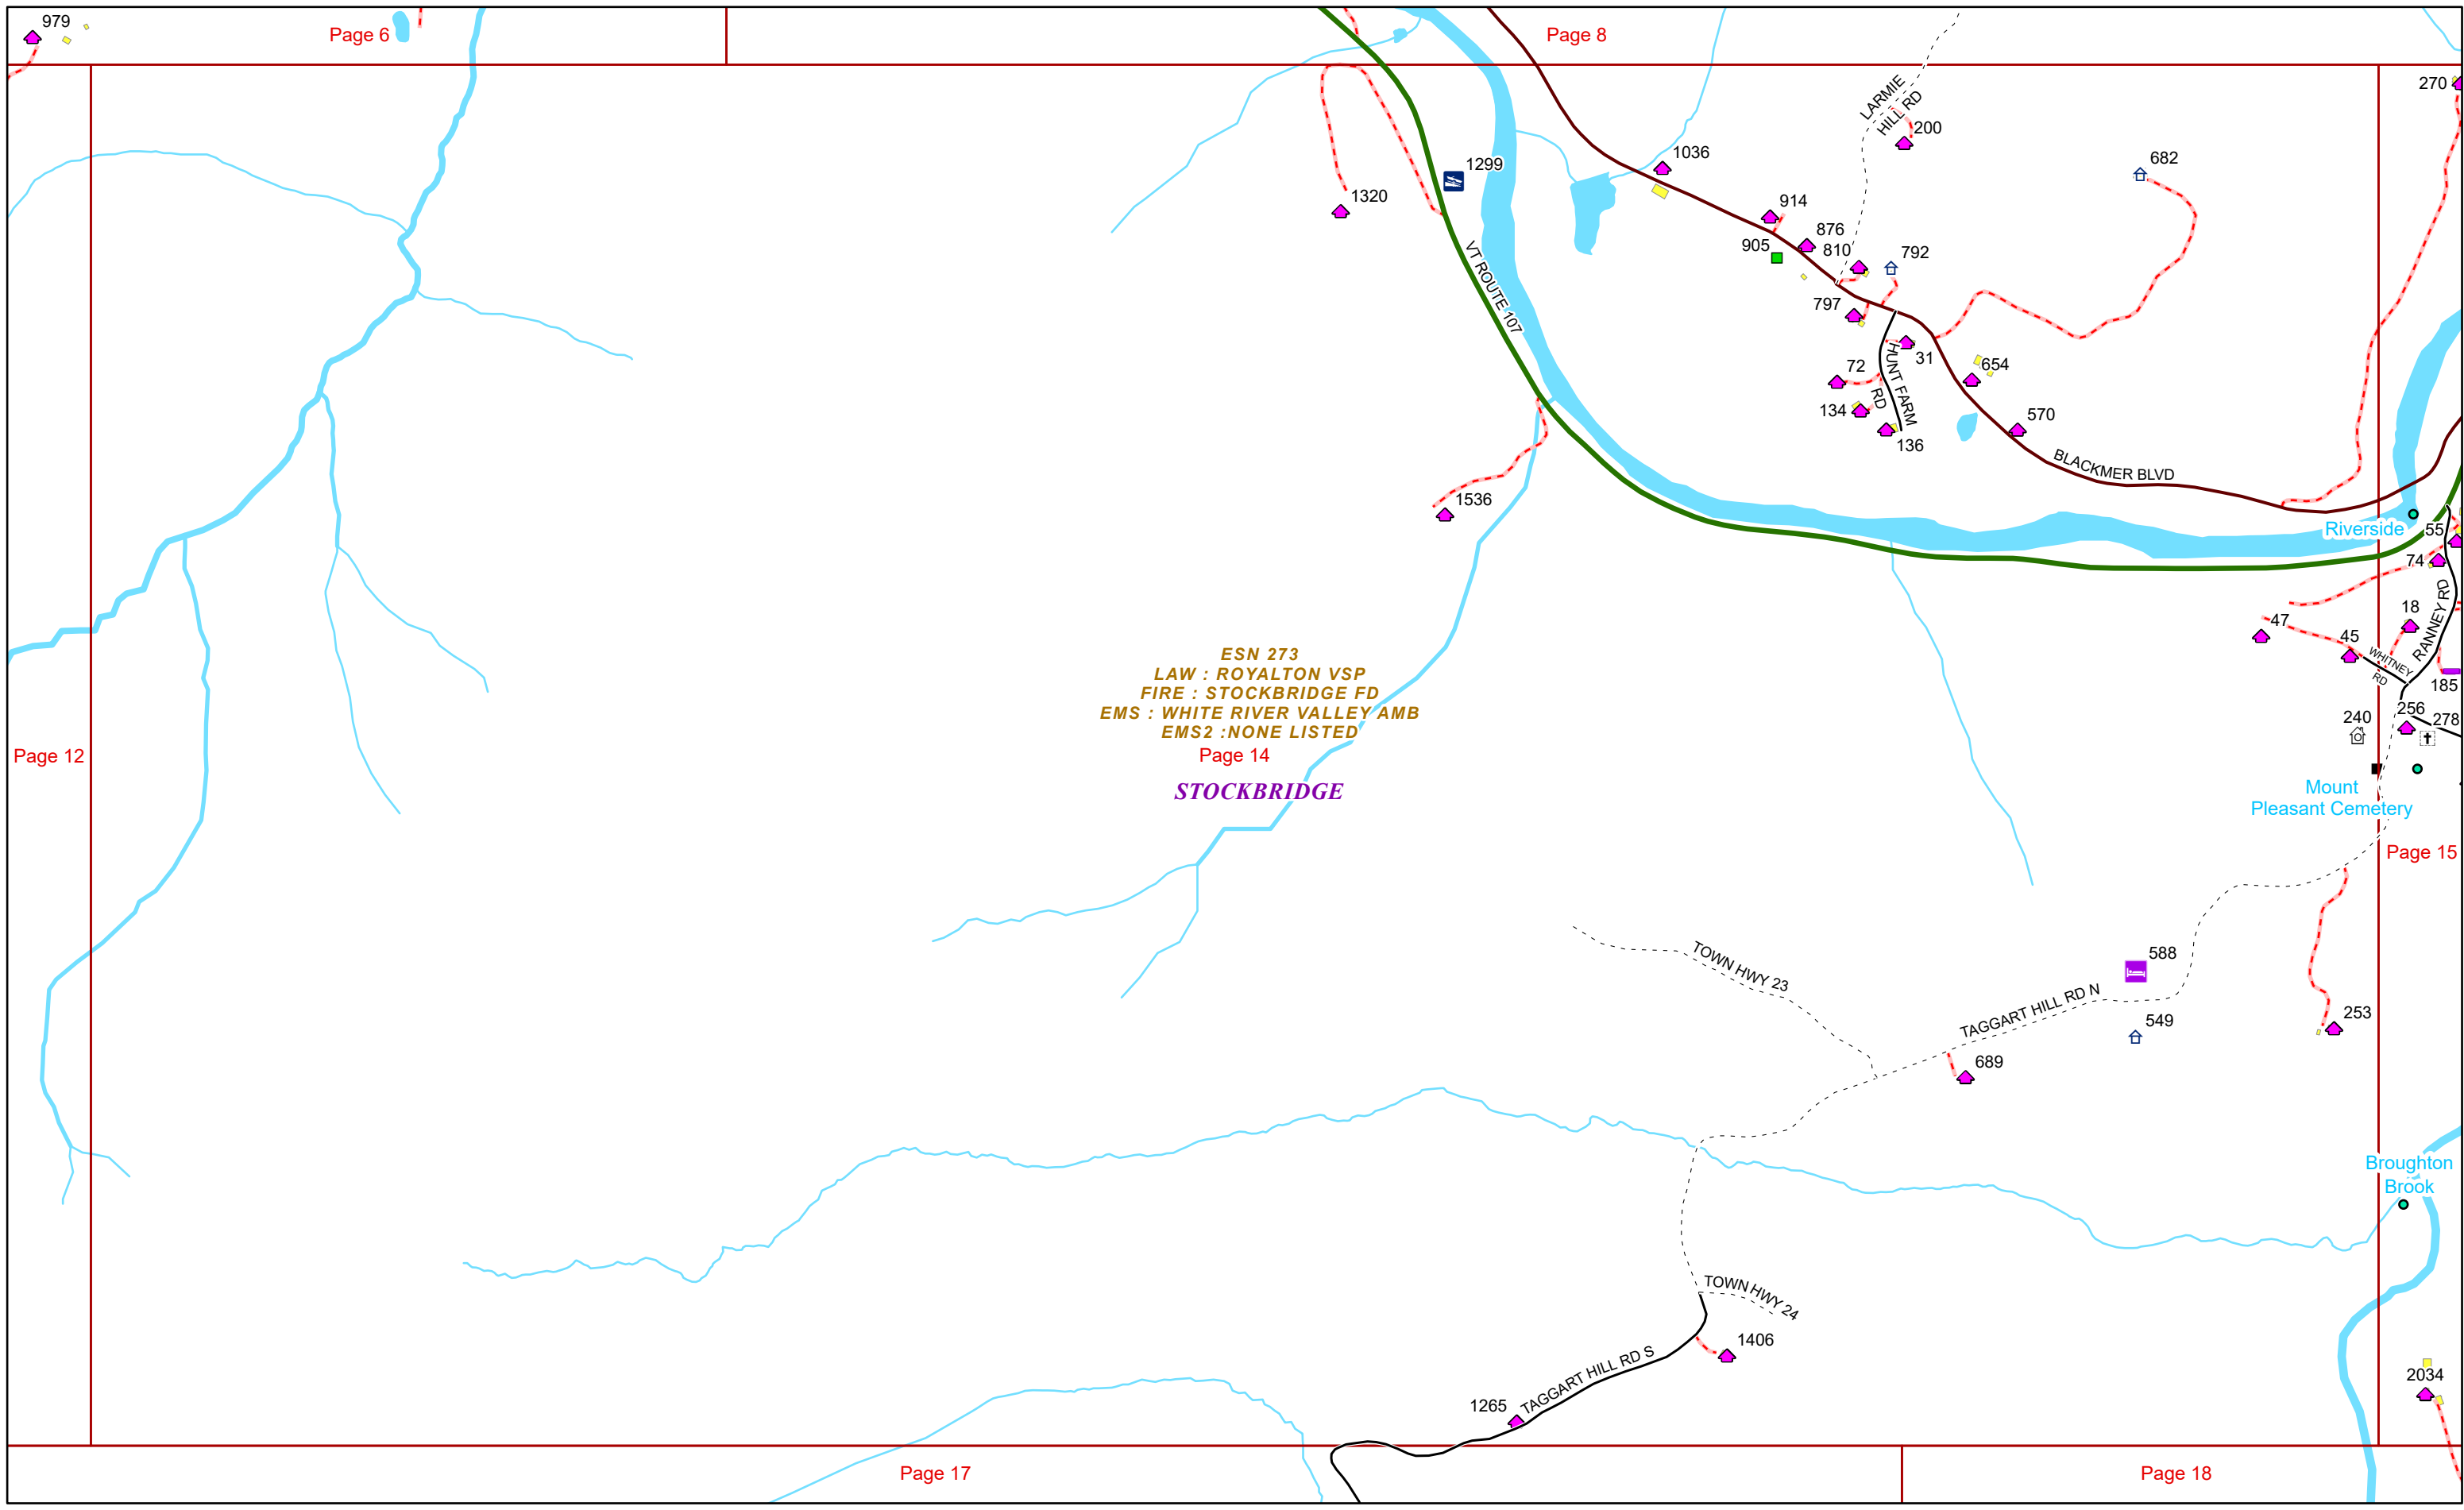 979
Page 6
Page 8
270
LARMIE
HILL RD
200
1036
1299
682
1320
914
876
905
810
792
VT ROUTE 107
797
31
72
654
HUNT FARM
RD
134
570
136
BLACKMER BLVD
1536
Riverside
55
74
RANNEY RD
18
47
45
WHITNEY
RD
185
ESN 273
LAW : ROYALTON VSP
FIRE : STOCKBRIDGE FD
EMS : WHITE RIVER VALLEY AMB
EMS2 :NONE LISTED
240
256
278
Page 12
Page 14
STOCKBRIDGE
Mount
Pleasant Cemetery
Page 15
TOWN HWY 23
588
TAGGART HILL RD N
549
253
689
Broughton
Brook
TOWN HWY 24
1406
TAGGART HILL RD S
1265
2034
Page 17
Page 18